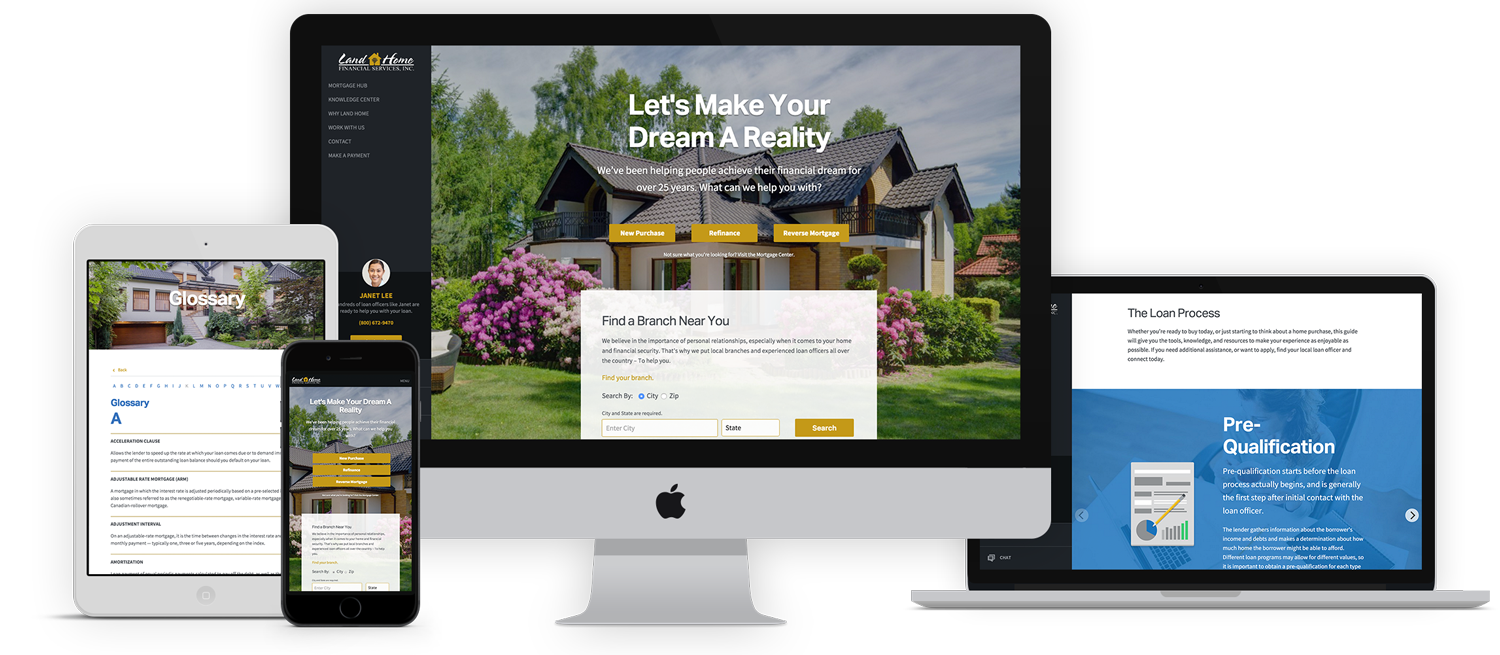 Land Home
FINANCIAL SERVICES, INC.
MORTGAGE HUB
KNOWLEDGE CENTER
WHY LAND HOME
WORK WITH US
CONTACT
MAKE A PAYMENT
JANET LEE
hundreds of loan officers like Janet are
ready to help you with your loan.
(800) 672-9470
Let's Make Your
Dream A Reality
We've been helping people achieve their financial dream for
over 25 years. What can we help you with?
New Purchase
Refinance
Reverse Mortgage
Not sure what you're looking for? Visit the Mortgage Center.
Find a Branch Near You
We believe in the importance of personal relationships, especially when it comes to your home
and financial security. That's why we put local branches and experienced loan officers all over
the country – To help you.
Find your branch.
Search By: City Zip
City and State are required.
Enter City
State
Search
Glossary
Back
A B C D E F G H I J K L M N O P Q R S T U V W
Glossary
A
ACCELERATION CLAUSE
Allows the lender to speed up the rate at which your loan comes due or to demand im
payment of the entire outstanding loan balance should you default on your loan.
ADJUSTABLE RATE MORTGAGE (ARM)
A mortgage in which the interest rate is adjusted periodically based on a pre-selected
also sometimes referred to as the renegotiable-rate mortgage, variable-rate mortgage
Canadian rollover mortgage.
ADJUSTMENT INTERVAL
On an adjustable-rate mortgage, it is the time between changes in the interest rate an
monthly payment — typically one, three or five years, depending on the index.
AMORTIZATION
Land Home
MENU
Let's Make Your Dream A
Reality
We've been helping people achieve their financial
dream for over 25 years. What can we help you
with?
New Purchase
Refinance
Reverse Mortgage
Find a Branch Near You
We believe in the importance of personal relationships,
especially when it comes to your home and financial
security. That's why we put local branches and
experienced loan officers all over the country – To help
you.
Find your branch.
Search By: City Zip
Enter City
State
The Loan Process
Whether you're ready to buy today, or just starting to think about a home purchase, this guide
will give you the tools, knowledge, and resources to make your experience as enjoyable as
possible. If you need additional assistance, or want to apply, find your local loan officer and
connect today.
Pre-
Qualification
Pre-qualification starts before the loan
process actually begins, and is generally
the first step after initial contact with the
loan officer.
The lender gathers information about the borrower's
income and debts and makes a determination about how
much home the borrower might be able to afford.
Different loan programs may allow for different values, so
it is important to obtain a pre-qualification for each type
CHAT